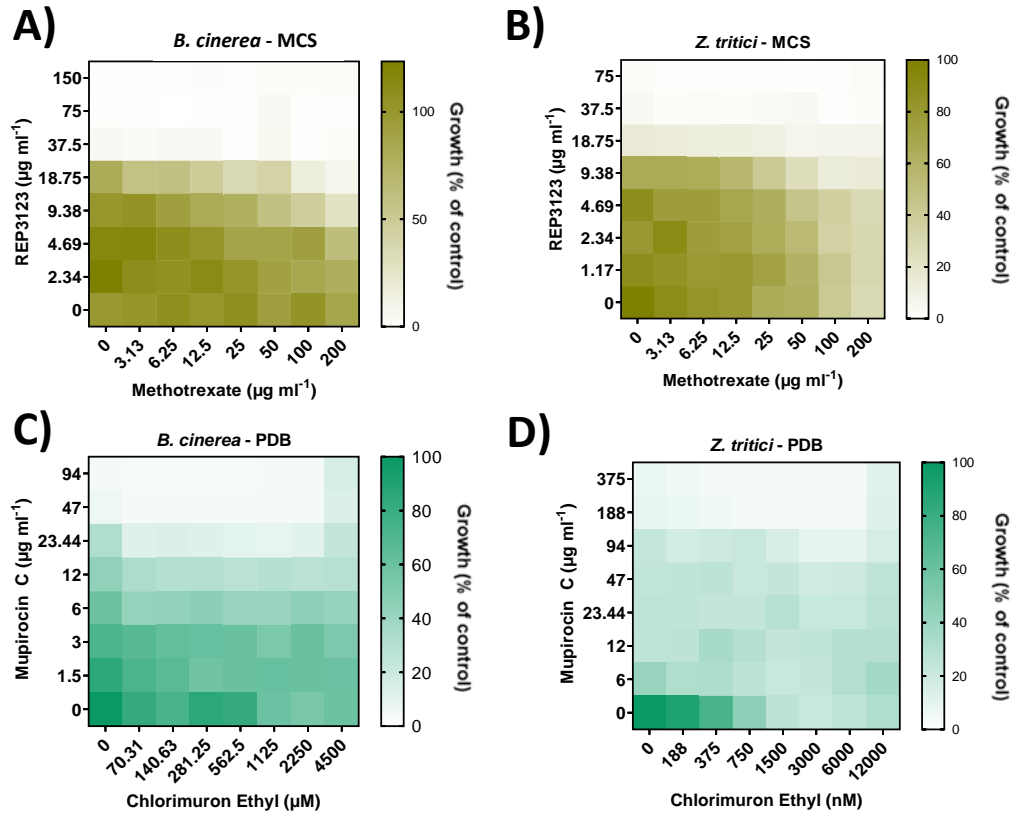 A)
B. cinerea - MCS
REP3123 (µg ml-1)
150
75
37.5
18.75
9.38
4.69
2.34
0
0 3.13 6.25 12.5 25 50 100 200
Methotrexate (µg ml-1)
100
50
0
Growth (% of control)
B)
Z. tritici - MCS
REP3123 (µg ml-1)
75
37.5
18.75
9.38
4.69
2.34
1.17
0
0 3.13 6.25 12.5 25 50 100 200
Methotrexate (µg ml-1)
100
80
60
40
20
0
Growth (% of control)
C)
B. cinerea - PDB
Mupirocin C (µg ml-1)
94
47
23.44
12
6
3
1.5
0
0 70.31 140.63 281.25 562.5 1125 2250 4500
Chlorimuron Ethyl (µM)
100
80
60
40
20
0
Growth (% of control)
D)
Z. tritici - PDB
Mupirocin C (µg ml-1)
375
188
94
47
23.44
12
6
0
0 188 375 750 1500 3000 6000 12000
Chlorimuron Ethyl (nM)
100
80
60
40
20
0
Growth (% of control)